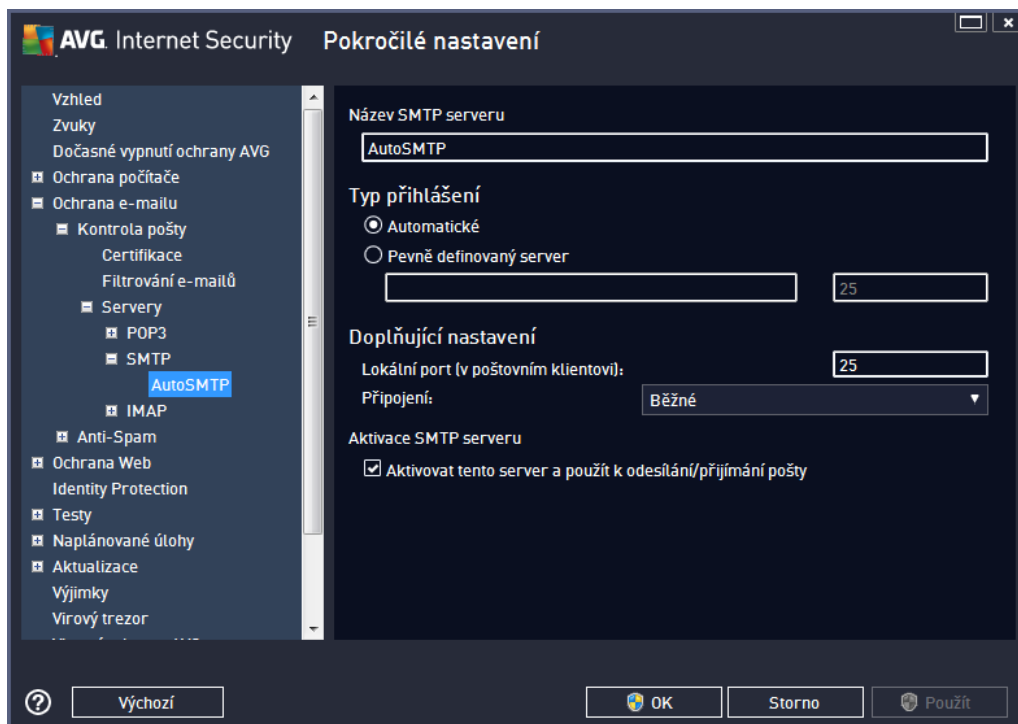 AVG. Internet Security Pokročilé nastavení
Vzhled
Zvuky
Dočasné vypnutí ochrany AVG
Ochrana počítače
Ochrana e-mailu
Kontrola pošty
Certifikace
Filtrování e-mailů
Servery
POP3
SMTP
AutoSMTP
IMAP
Anti-Spam
Ochrana Web
Identity Protection
Testy
Naplánované úlohy
Aktualizace
Výjimky
Virový trezor
Název SMTP serveru
AutoSMTP
Typ přihlášení
Automatické
Pevně definovaný server
25
Doplňující nastavení
Lokální port (v poštovním klientovi): 25
Připojení: Běžné
Aktivace SMTP serveru
Aktivovat tento server a použít k odesílání/přijímání pošty
? Výchozí OK Storno Použít